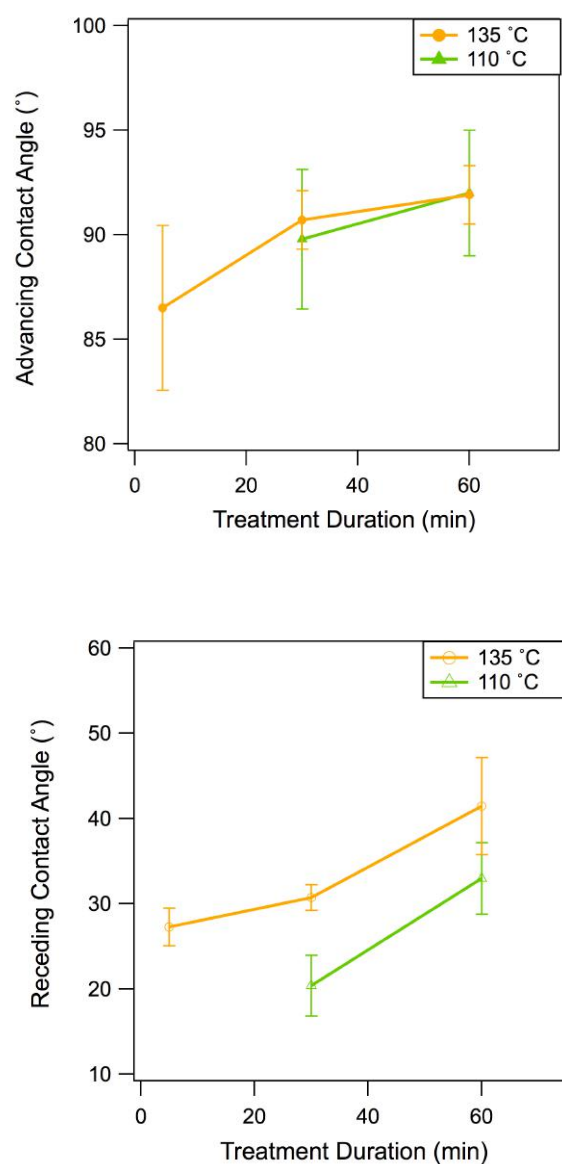 100
95
90
85
80
Advancing Contact Angle (˚)
135 ˚C
110 ˚C
0
20
40
60
Treatment Duration (min)
60
50
40
30
20
10
Receding Contact Angle (˚)
135 ˚C
110 ˚C
0
20
40
60
Treatment Duration (min)